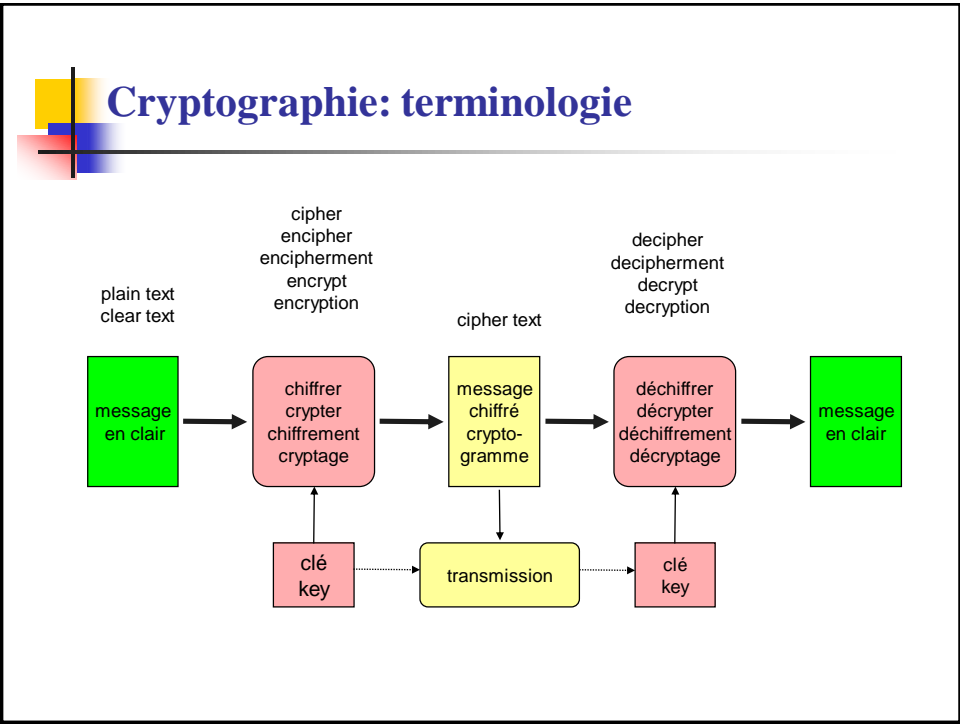 Cryptographie: terminologie
plain text
clear text
cipher
encipher
encipherment
encrypt
encryption
cipher text
decipher
decipherment
decrypt
decryption
message
en clair
chiffrer
crypter
chiffrement
cryptage
message
chiffré
crypto-
gramme
déchiffrer
décrypter
déchiffrement
décryptage
message
en clair
clé
key
transmission
clé
key